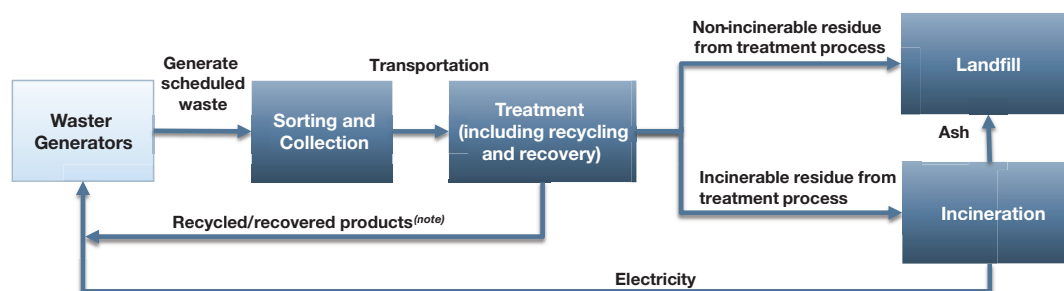 Waster
Generators
Generate
scheduled
waste
Sorting and
Collection
Transportation
Treatment
(including recycling
and recovery)
Non-incinerable residue
from treatment process
Landfill
Ash
Incinerable residue from
treatment process
Incineration
Recycled/recovered products(note)
Electricity